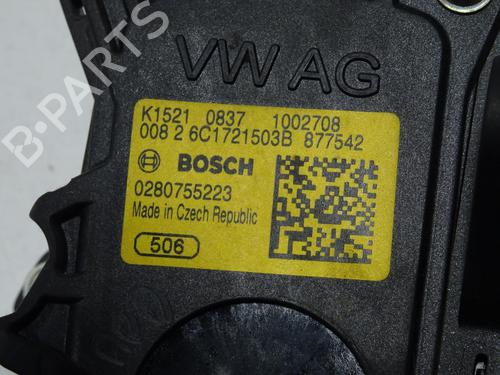 VW AG
K1521 0837 1002708
008 2 6C1721503B 877542
BOSCH
0280755223
Made in Czech Republic
506
B-PARTS